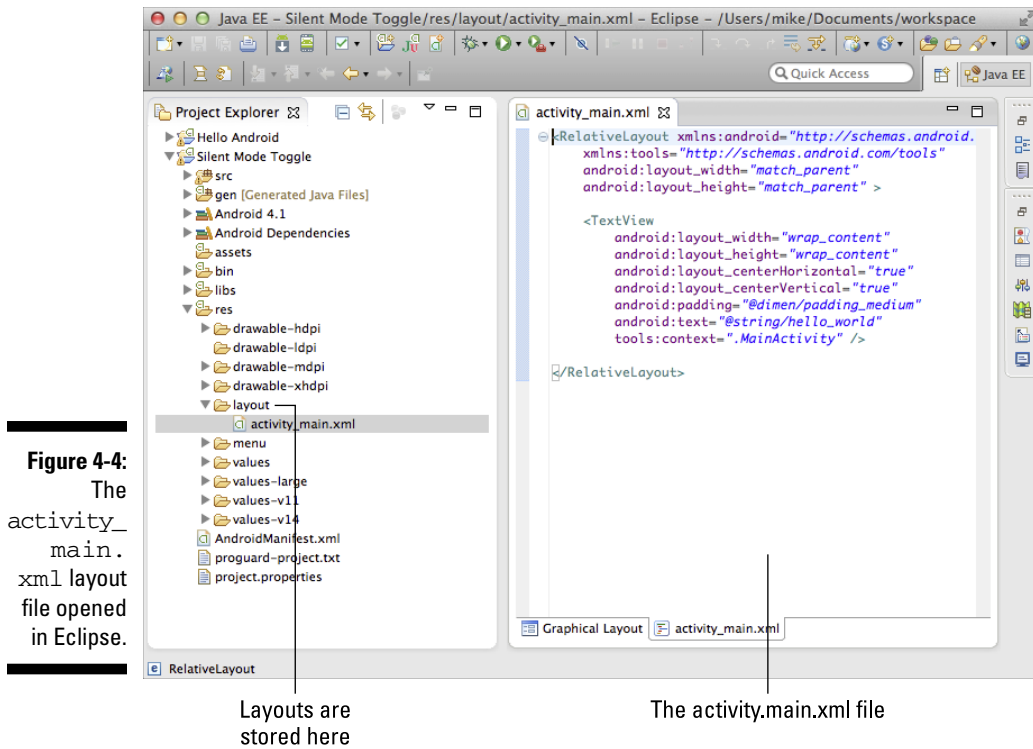 Java EE – Silent Mode Toggle/res/layout/activity_main.xml – Eclipse – /Users/mike/Documents/workspace
Quick Access
Java EE
Project Explorer
Hello Android
Silent Mode Toggle
src
gen [Generated Java Files]
Android 4.1
Android Dependencies
assets
bin
libs
res
drawable-hdpi
drawable-ldpi
drawable-mdpi
drawable-xhdpi
layout
activity_main.xml
menu
values
values-large
values-v11
values-v14
AndroidManifest.xml
proguard-project.txt
project.properties
activity_main.xml
<RelativeLayout xmlns:android="http://schemas.android.
xmlns:tools="http://schemas.android.com/tools"
android:layout_width="match_parent"
android:layout_height="match_parent" >
<TextView
android:layout_width="wrap_content"
android:layout_height="wrap_content"
android:layout_centerHorizontal="true"
android:layout_centerVertical="true"
android:padding="@dimen/padding_medium"
android:text="@string/hello_world"
tools:context=".MainActivity" />
</RelativeLayout>
Graphical Layout
activity_main.xml
RelativeLayout
Figure 4-4:
The
activity_
main.
xml layout
file opened
in Eclipse.
Layouts are
stored here
The activity.main.xml file